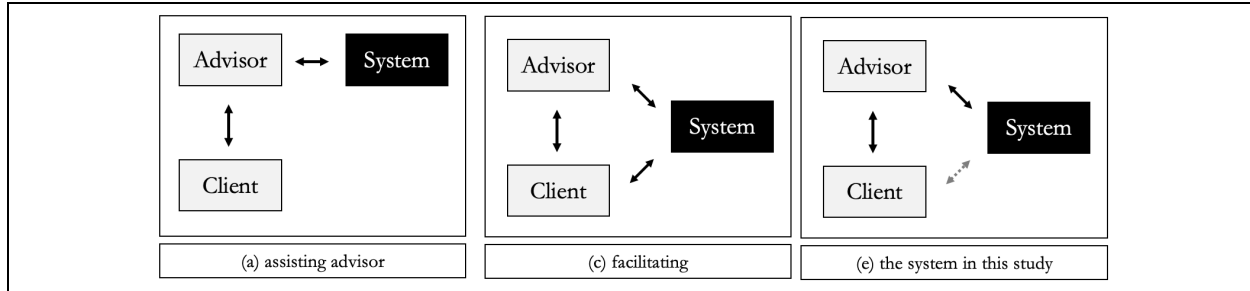 Advisor
System
Client
(a) assisting advisor
Advisor
System
Client
(c) facilitating
Advisor
System
Client
(e) the system in this study